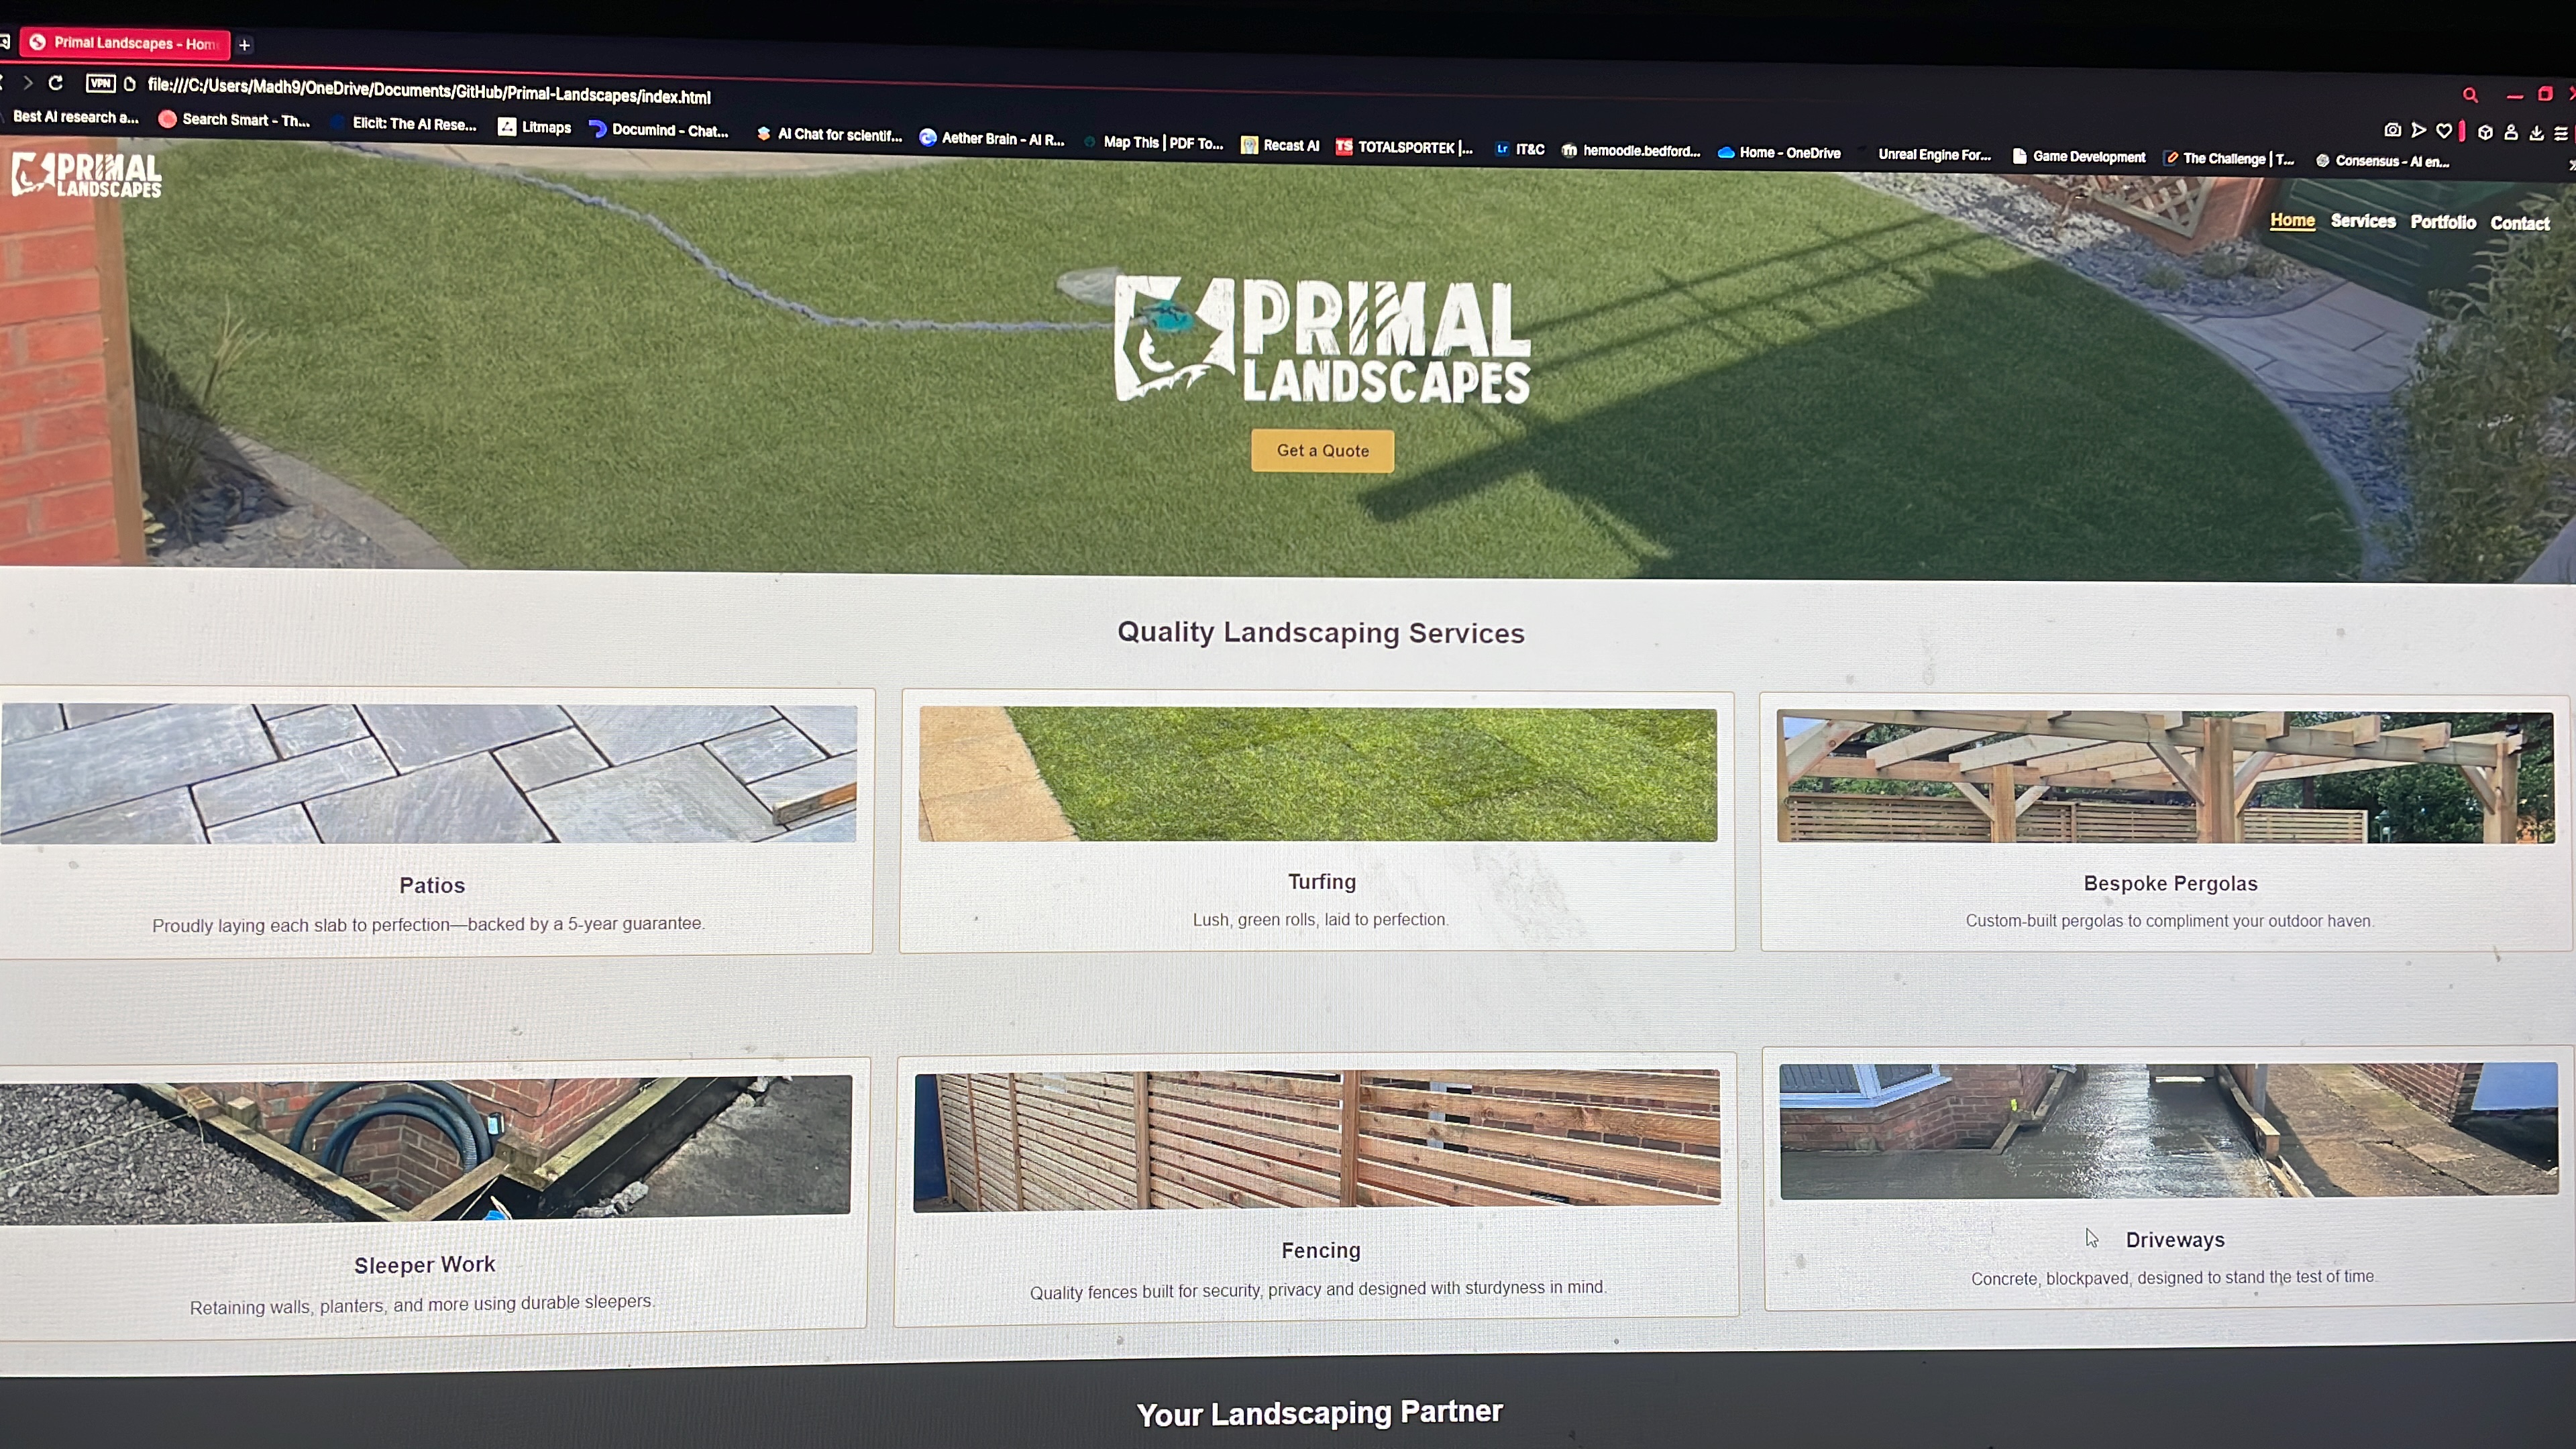 Primal Landscapes - Hom
VPN
file:///C:/Users/Madh9/OneDrive/Documents/GitHub/Primal-Landscapes/index.html
Best AI research a...
Search Smart - Th...
Elicit: The AI Rese...
Litmaps
Documind - Chat...
AI Chat for scientif...
Aether Brain - AI R...
Map This | PDF To...
Recast AI
TS TOTALSPORTEK |...
Lr IT&C
m hemoodle.bedford...
Home - OneDrive
Unreal Engine For...
Game Development
The Challenge | T...
Consensus - AI en...
PRIMAL
LANDSCAPES
Home Services Portfolio Contact
PRIMAL
LANDSCAPES
Get a Quote
Quality Landscaping Services
Patios
Proudly laying each slab to perfection—backed by a 5-year guarantee.
Turfing
Lush, green rolls, laid to perfection.
Bespoke Pergolas
Custom-built pergolas to compliment your outdoor haven.
Sleeper Work
Retaining walls, planters, and more using durable sleepers.
Fencing
Quality fences built for security, privacy and designed with sturdyness in mind.
Driveways
Concrete, blockpaved, designed to stand the test of time.
Your Landscaping Partner